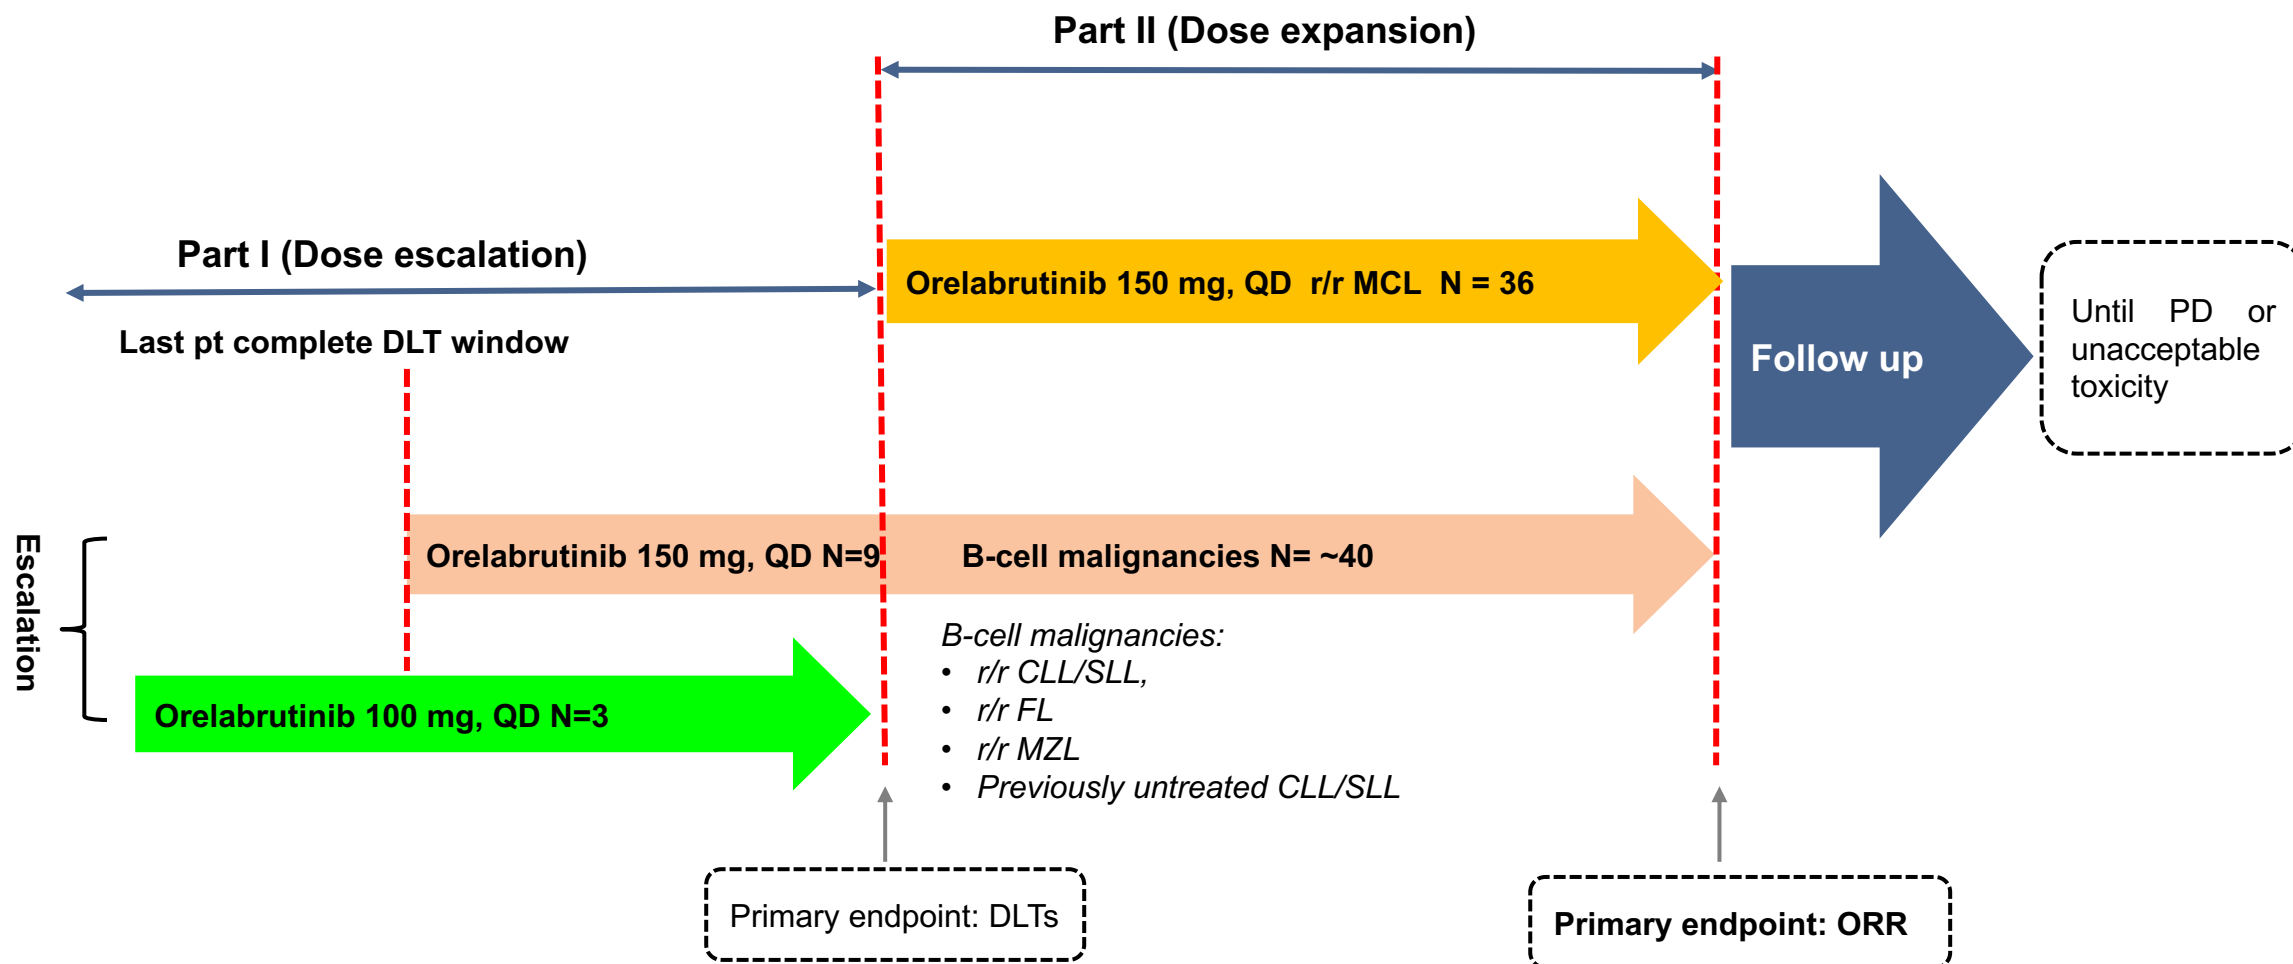 Part II (Dose expansion)
Part I (Dose escalation)
Orelabrutinib 150 mg, QD  r/r MCL  N = 36
Last pt complete DLT window
Follow up
Until PD or
unacceptable
toxicity
Escalation
Orelabrutinib 150 mg, QD N=9
B-cell malignancies N= ~40
B-cell malignancies:
• r/r CLL/SLL,
• r/r FL
• r/r MZL
• Previously untreated CLL/SLL
Orelabrutinib 100 mg, QD N=3
Primary endpoint: DLTs
Primary endpoint: ORR